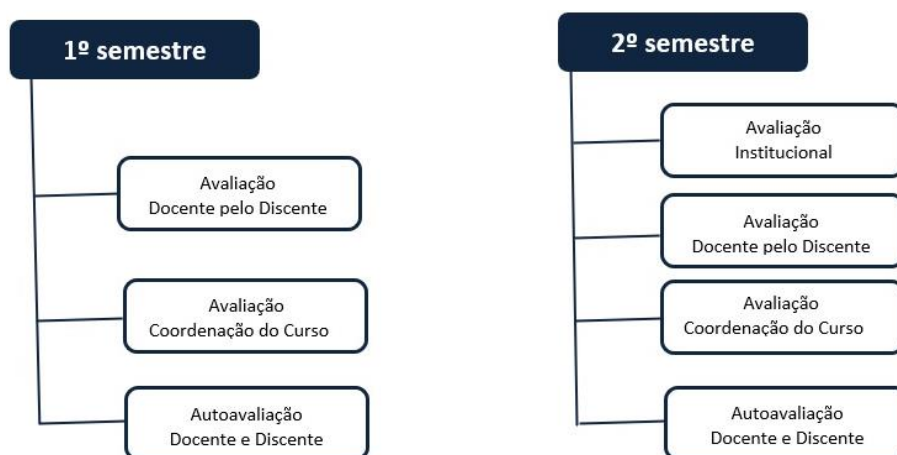 1º semestre
Avaliação
Docente pelo Discente
Avaliação
Coordenação do Curso
Autoavaliação
Docente e Discente
2º semestre
Avaliação
Institucional
Avaliação
Docente pelo Discente
Avaliação
Coordenação do Curso
Autoavaliação
Docente e Discente